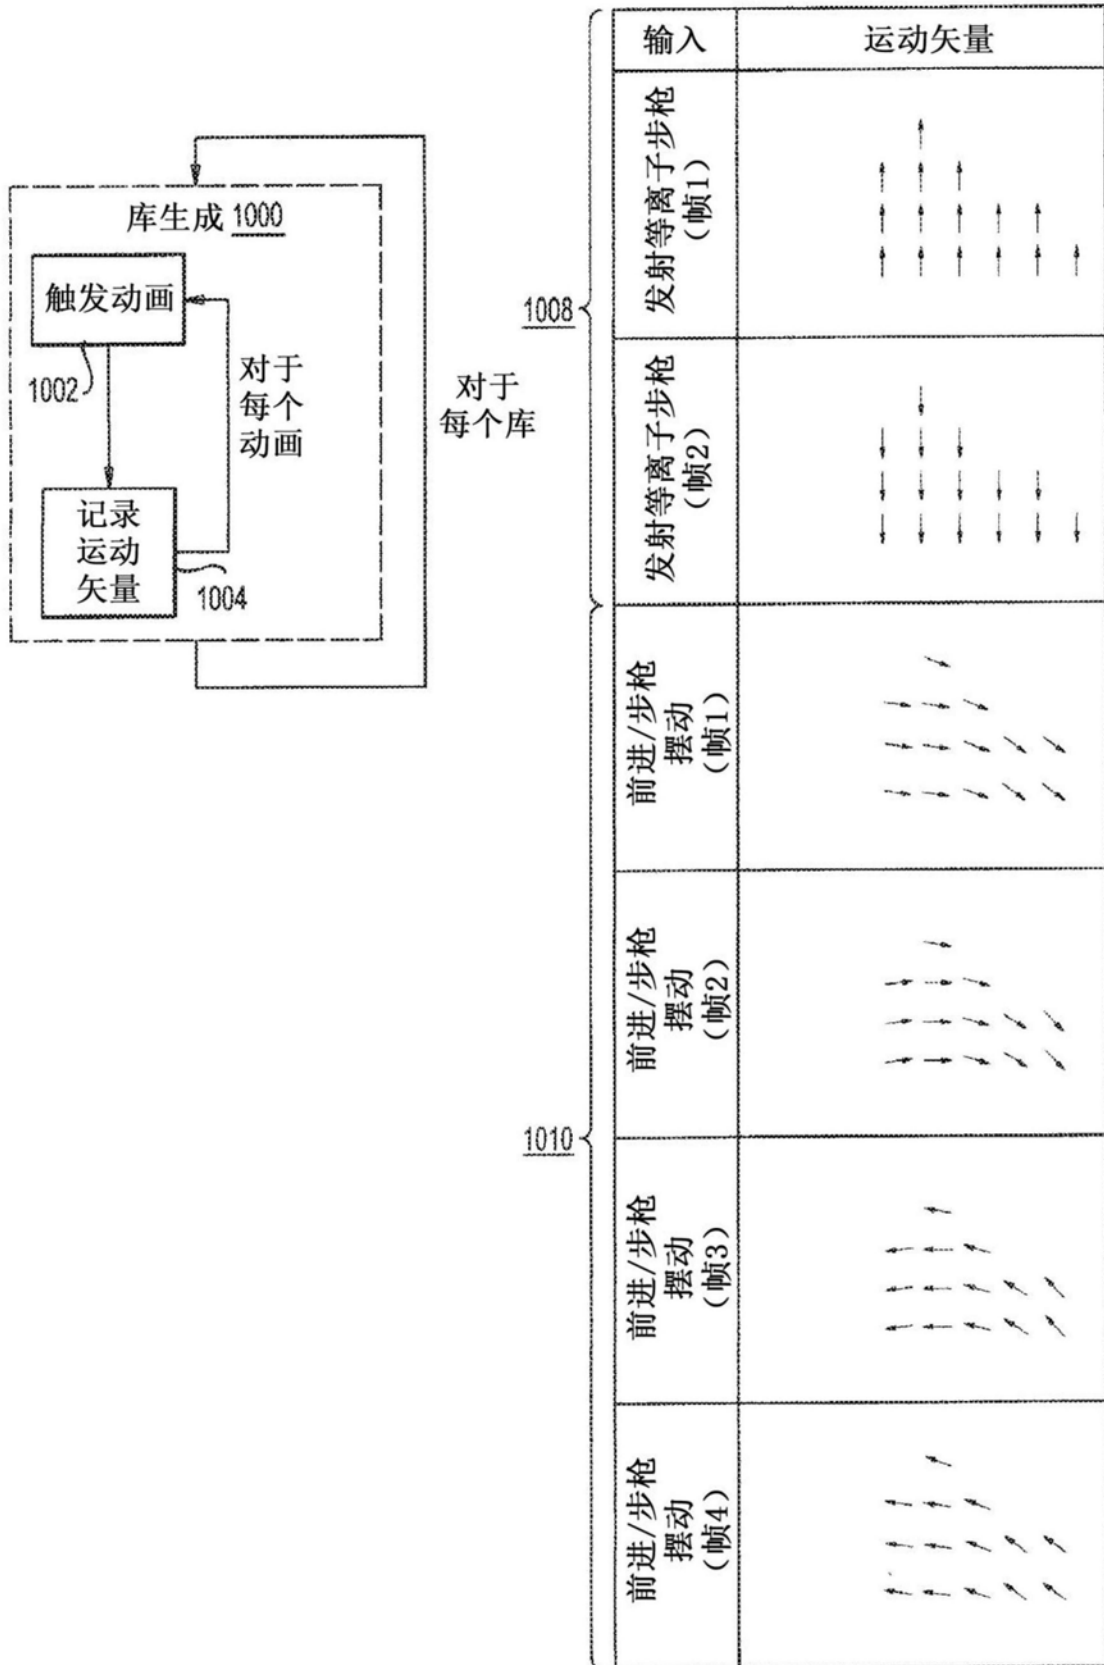 库生成 1000
触发动画
1002
对于
每个
动画
记录
运动
矢量
1004
对于
每个库
1008
1010
输入
运动矢量
发射等离子步枪
(帧1)
发射等离子步枪
(帧2)
前进/步枪
摆动
(帧1)
前进/步枪
摆动
(帧2)
前进/步枪
摆动
(帧3)
前进/步枪
摆动
(帧4)